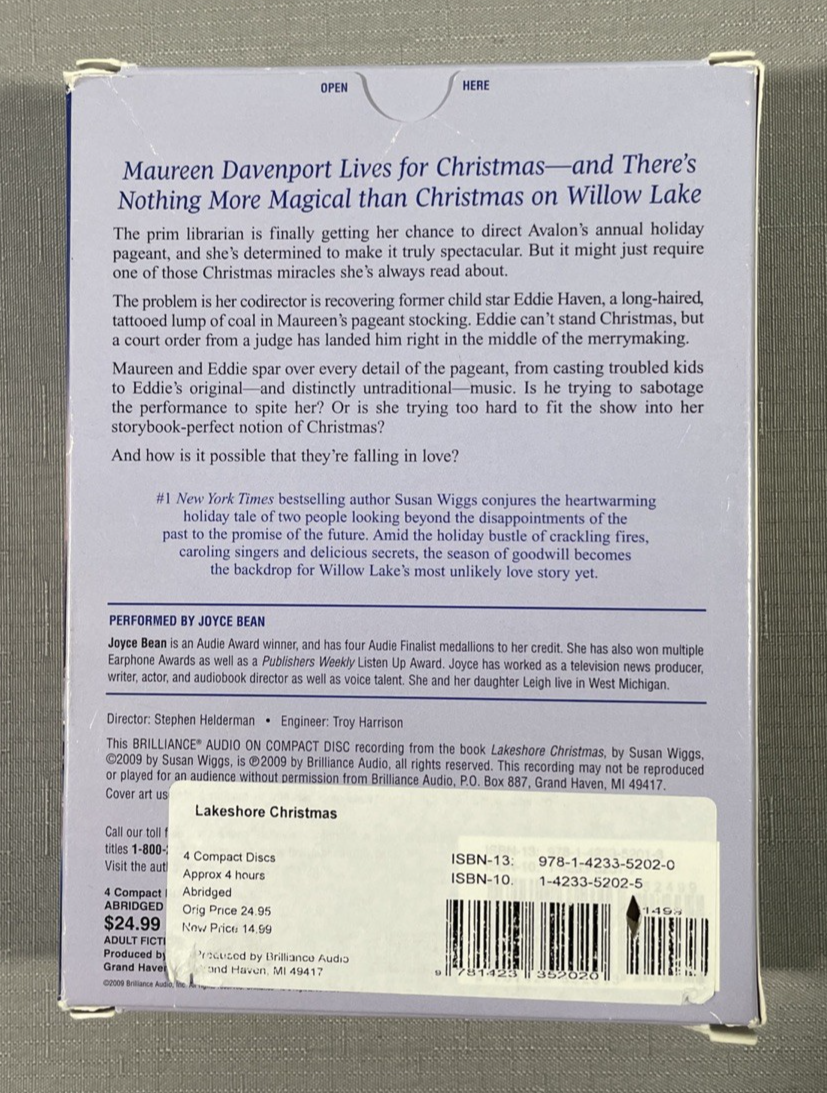 OPEN HERE
Maureen Davenport Lives for Christmas—and There's
Nothing More Magical than Christmas on Willow Lake
The prim librarian is finally getting her chance to direct Avalon's annual holiday
pageant, and she's determined to make it truly spectacular. But it might just require
one of those Christmas miracles she's always read about.
The problem is her codirector is recovering former child star Eddie Haven, a long-haired,
tattooed lump of coal in Maureen's pageant stocking. Eddie can't stand Christmas, but
a court order from a judge has landed him right in the middle of the merrymaking.
Maureen and Eddie spar over every detail of the pageant, from casting troubled kids
to Eddie's original—and distinctly untraditional—music. Is he trying to sabotage
the performance to spite her? Or is she trying too hard to fit the show into her
storybook-perfect notion of Christmas?
And how is it possible that they're falling in love?
#1 New York Times bestselling author Susan Wiggs conjures the heartwarming
holiday tale of two people looking beyond the disappointments of the
past to the promise of the future. Amid the holiday bustle of crackling fires,
caroling singers and delicious secrets, the season of goodwill becomes
the backdrop for Willow Lake's most unlikely love story yet.
PERFORMED BY JOYCE BEAN
Joyce Bean is an Audie Award winner, and has four Audie Finalist medallions to her credit. She has also won multiple
Earphone Awards as well as a Publishers Weekly Listen Up Award. Joyce has worked as a television news producer,
writer, actor, and audiobook director as well as voice talent. She and her daughter Leigh live in West Michigan.
Director: Stephen Helderman • Engineer: Troy Harrison
This BRILLIANCE® AUDIO ON COMPACT DISC recording from the book Lakeshore Christmas, by Susan Wiggs,
©2009 by Susan Wiggs, is ℗2009 by Brilliance Audio, all rights reserved. This recording may not be reproduced
or played for an audience without permission from Brilliance Audio, P.O. Box 887, Grand Haven, MI 49417.
Cover art us
Call our toll f
titles 1-800-
Visit the aut
4 Compact
ABRIDGED
$24.99
ADULT FICTI
Produced by
Grand Have
©2009 Brilliance Audio, Inc.
Lakeshore Christmas
4 Compact Discs
Approx 4 hours
Abridged
Orig Price 24.95
New Price 14.99
Produced by Brilliance Audio
and Haven, MI 49417
ISBN-13: 978-1-4233-5202-0
ISBN-10. 1-4233-5202-5
9 781423 352020